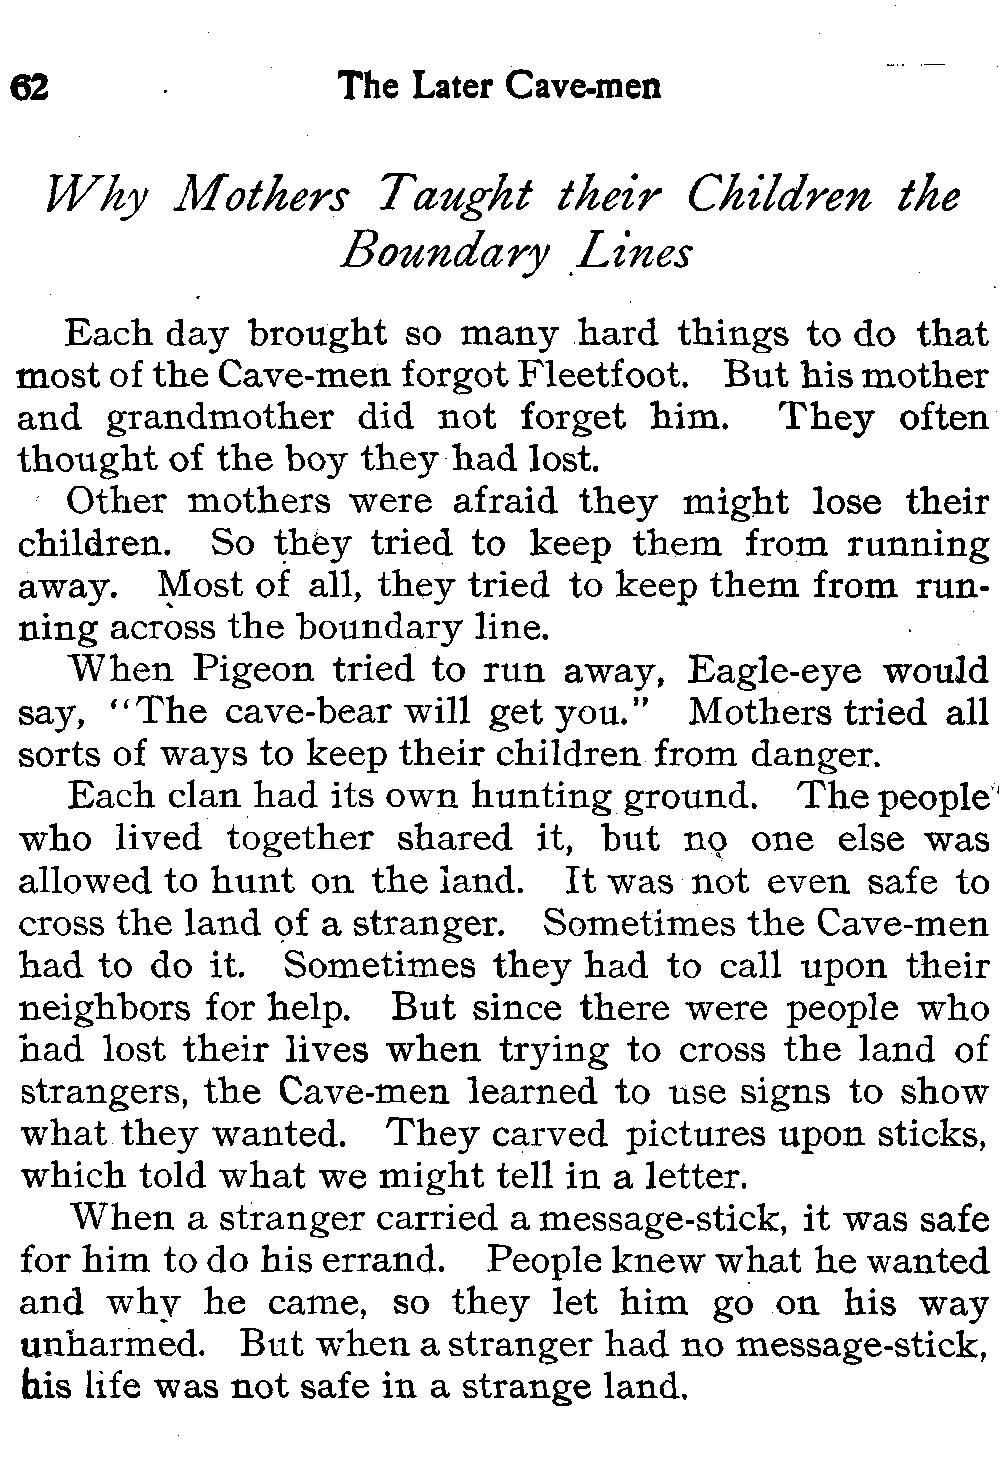 62 The Later Cave-men
Why Mothers Taught their Children the
Boundary Lines
Each day brought so many hard things to do that
most of the Cave-men forgot Fleetfoot. But his mother
and grandmother did not forget him. They often
thought of the boy they had lost.
Other mothers were afraid they might lose their
children. So they tried to keep them from running
away. Most of all, they tried to keep them from run-
ning across the boundary line.
When Pigeon tried to run away, Eagle-eye would
say, "The cave-bear will get you." Mothers tried all
sorts of ways to keep their children from danger.
Each clan had its own hunting ground. The people
who lived together shared it, but no one else was
allowed to hunt on the land. It was not even safe to
cross the land of a stranger. Sometimes the Cave-men
had to do it. Sometimes they had to call upon their
neighbors for help. But since there were people who
had lost their lives when trying to cross the land of
strangers, the Cave-men learned to use signs to show
what they wanted. They carved pictures upon sticks,
which told what we might tell in a letter.
When a stranger carried a message-stick, it was safe
for him to do his errand. People knew what he wanted
and why he came, so they let him go on his way
unharmed. But when a stranger had no message-stick,
his life was not safe in a strange land.